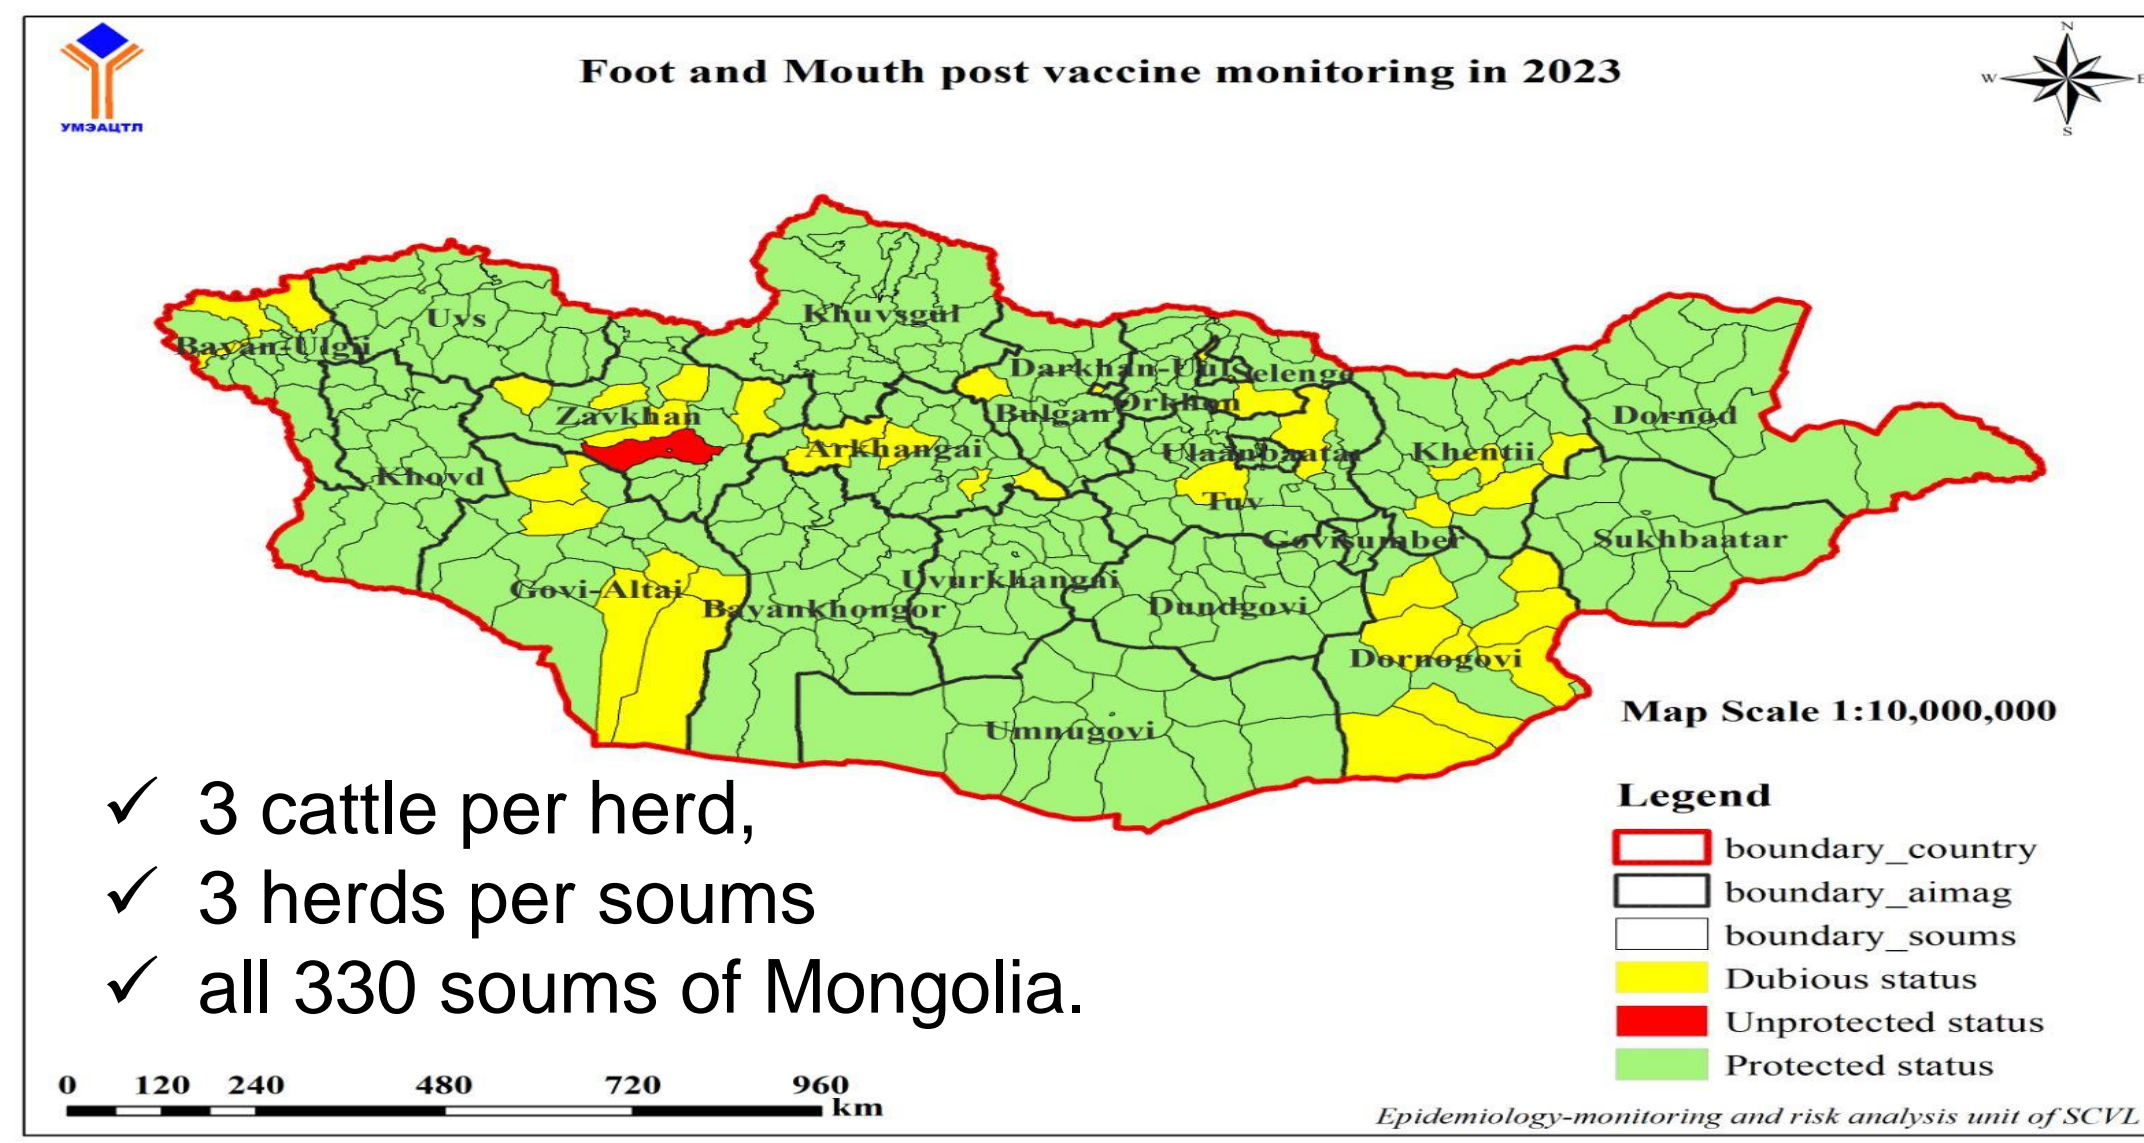 УМЭАЦТЛ
Foot and Mouth post vaccine monitoring in 2023
N
W
E
S
Khuvsgul
Uvs
Bayan-Ulgii
Darkhan-Uul
Selenge
Zavkhan
Bulgan
Orkhon
Dornod
Arkhangai
Ulaanbaatar
Khentii
Khovd
Tuv
Govisumber
Sukhbaatar
Govi-Altai
Uvurkhangai
Bayankhongor
Dundgovi
Dornogovi
Umnugovi
Map Scale 1:10,000,000
✓ 3 cattle per herd,
✓ 3 herds per soums
✓ all 330 soums of Mongolia.
Legend
boundary_country
boundary_aimag
boundary_soums
Dubious status
Unprotected status
Protected status
0 120 240 480 720 960
km
Epidemiology-monitoring and risk analysis unit of SCVL